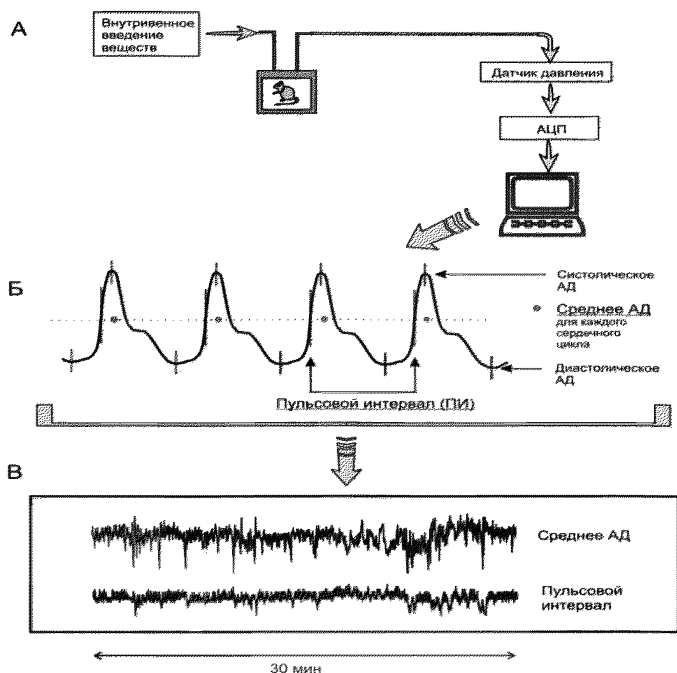 А
Внутривенное
введение
веществ
Датчик давления
АЦП
Б
Систолическое
АД
Среднее АД
для каждого
сердечного
цикла
Диастолическое
АД
Пульсовой интервал (ПИ)
В
Среднее АД
Пульсовой
интервал
30 мин